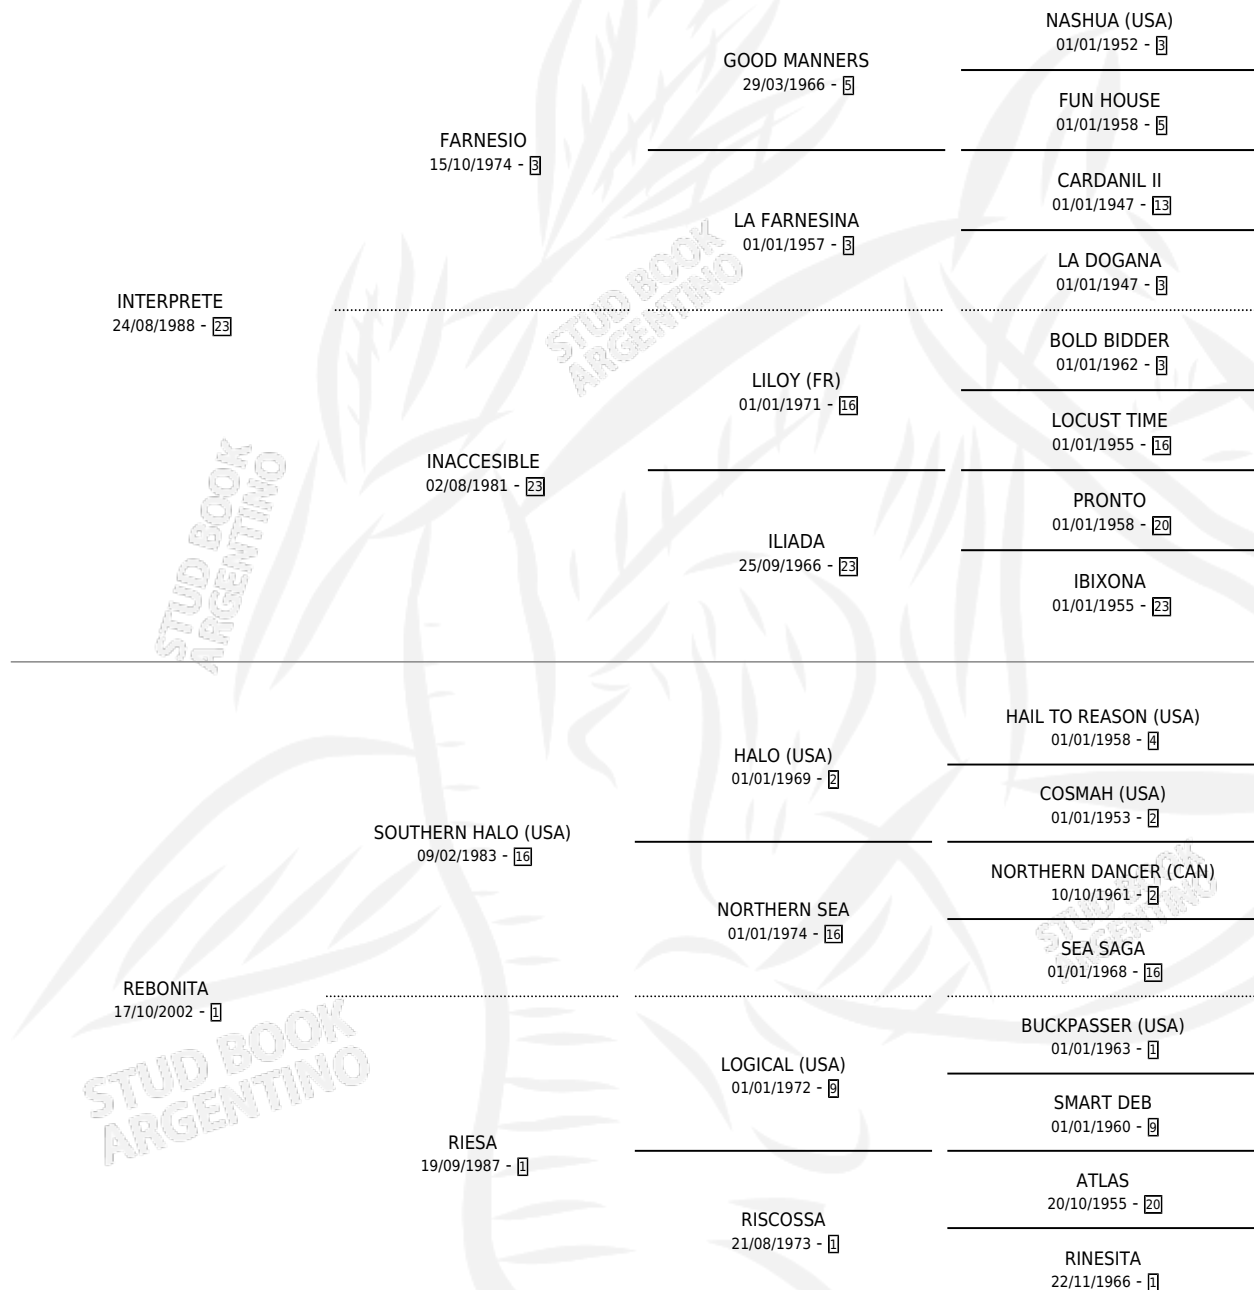 NASHUA (USA)
01/01/1952 - 3
GOOD MANNERS
29/03/1966 - 5
FUN HOUSE
01/01/1958 - 5
FARNESIO
15/10/1974 - 3
CARDANIL II
01/01/1947 - 13
LA FARNESINA
01/01/1957 - 3
LA DOGANA
01/01/1947 - 3
INTERPRETE
24/08/1988 - 23
STUD BOOK
ARGENTINO
BOLD BIDDER
01/01/1962 - 3
LILOY (FR)
01/01/1971 - 16
LOCUST TIME
01/01/1955 - 16
INACCESIBLE
02/08/1981 - 23
PRONTO
01/01/1958 - 20
ILIADA
25/09/1966 - 23
IBIXONA
01/01/1955 - 23
STUD BOOK
ARGENTINO
HAIL TO REASON (USA)
01/01/1958 - 4
HALO (USA)
01/01/1969 - 2
COSMAH (USA)
01/01/1953 - 2
SOUTHERN HALO (USA)
09/02/1983 - 16
NORTHERN DANCER (CAN)
10/10/1961 - 2
NORTHERN SEA
01/01/1974 - 16
STUD BOOK
ARGENTINO
SEA SAGA
01/01/1968 - 16
REBONITA
17/10/2002 - 1
STUD BOOK
ARGENTINO
BUCKPASSER (USA)
01/01/1963 - 1
LOGICAL (USA)
01/01/1972 - 9
SMART DEB
01/01/1960 - 9
RIESA
19/09/1987 - 1
ATLAS
20/10/1955 - 20
RISCOSSA
21/08/1973 - 1
RINESITA
22/11/1966 - 1